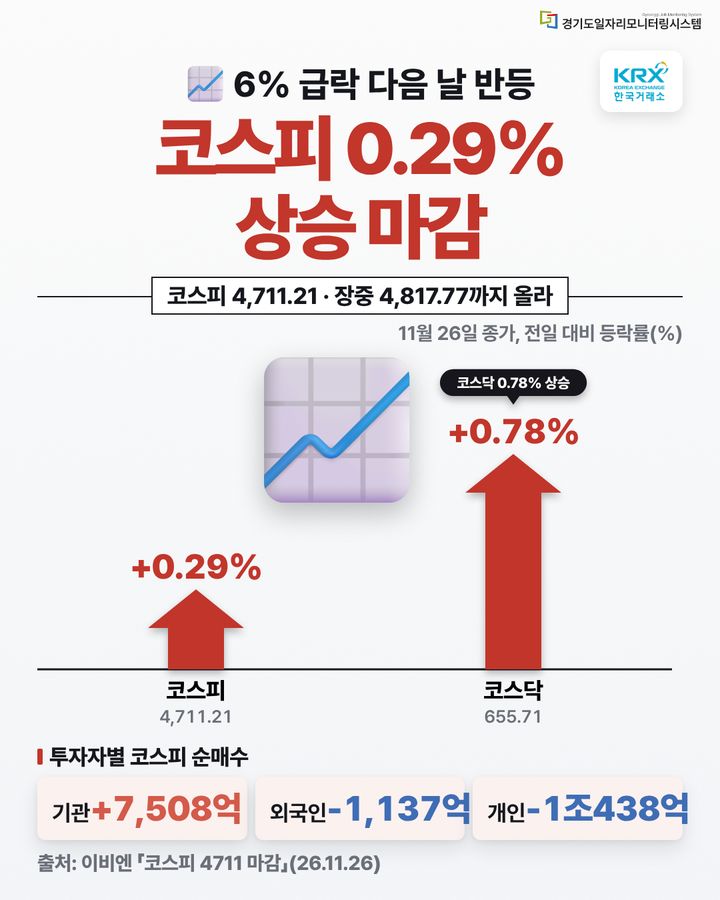 경기도일자리모니터링시스템
6% 급락 다음 날 반등
KRX
KOREA EXCHANGE
한국거래소
코스피 0.29%
상승 마감
코스피 4,711.21 · 장중 4,817.77까지 올라
11월 26일 종가, 전일 대비 등락률(%)
코스닥 0.78% 상승
+0.78%
+0.29%
코스피
코스닥
4,711.21
655.71
투자자별 코스피 순매수
기관+7,508억
외국인-1,137억
개인-1조438억
출처: 이비엔 『코스피 4711 마감』(26.11.26)